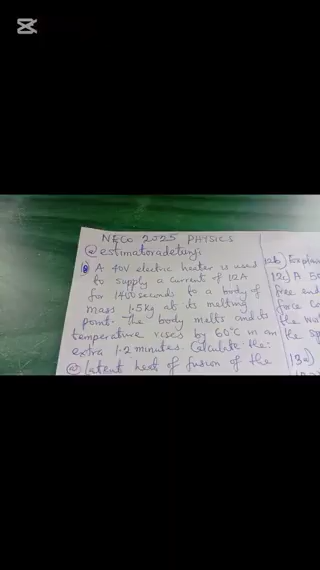 NECO 2025 PHYSICS
@estimatoradetunji
A 40V electric heater is used
to supply a current of 12A
for 1400 seconds to a body of
mass 1.5kg at its melting
point. The body melts and its
temperature rises by 60°C in an
extra 1.2 minutes. Calculate the:
a) Latent heat of fusion of the
12b) Explain
12c) A 50
free end
force co
the
the sp
13a)